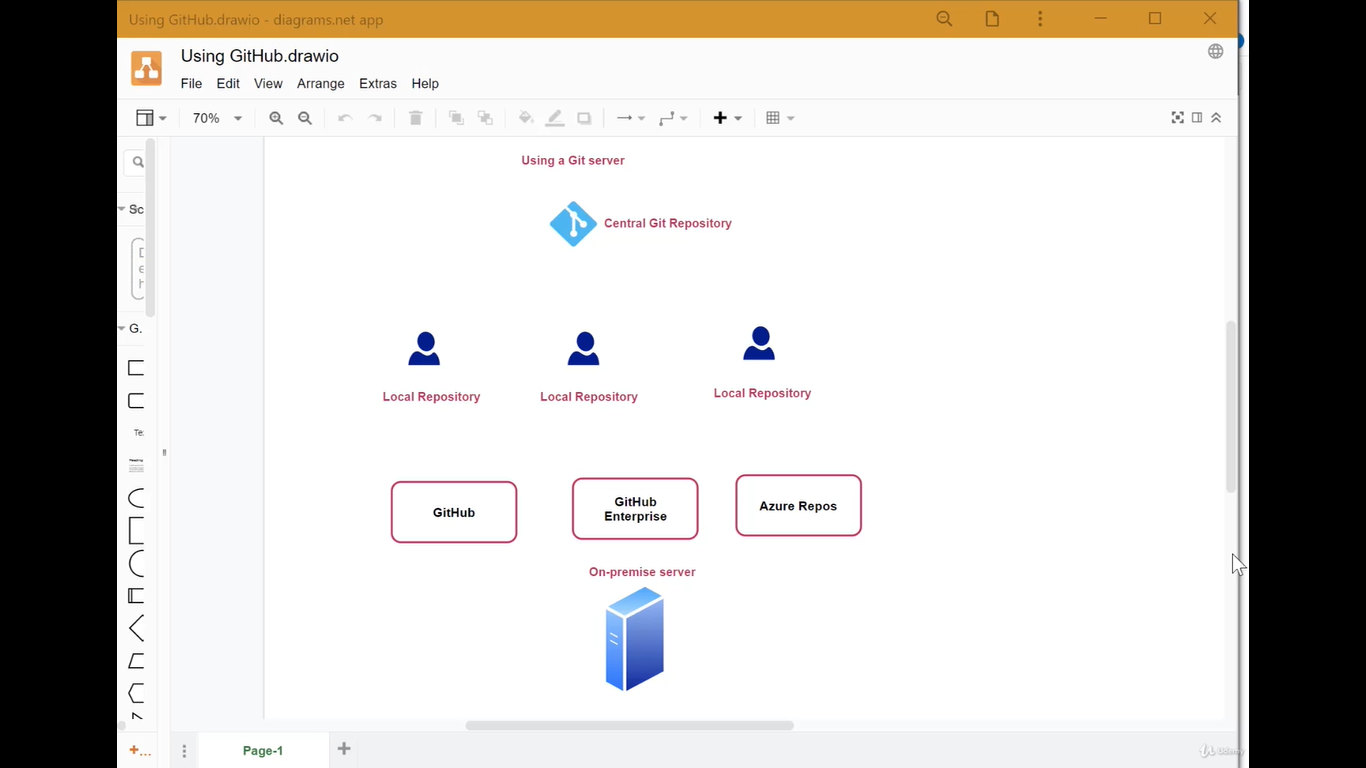 Using GitHub.drawio - diagrams.net app
Using GitHub.drawio
File Edit View Arrange Extras Help
70%
Using a Git server
Central Git Repository
Sc
G.
Local Repository Local Repository Local Repository
GitHub
GitHub
Enterprise
Azure Repos
On-premise server
Page-1
Udemy